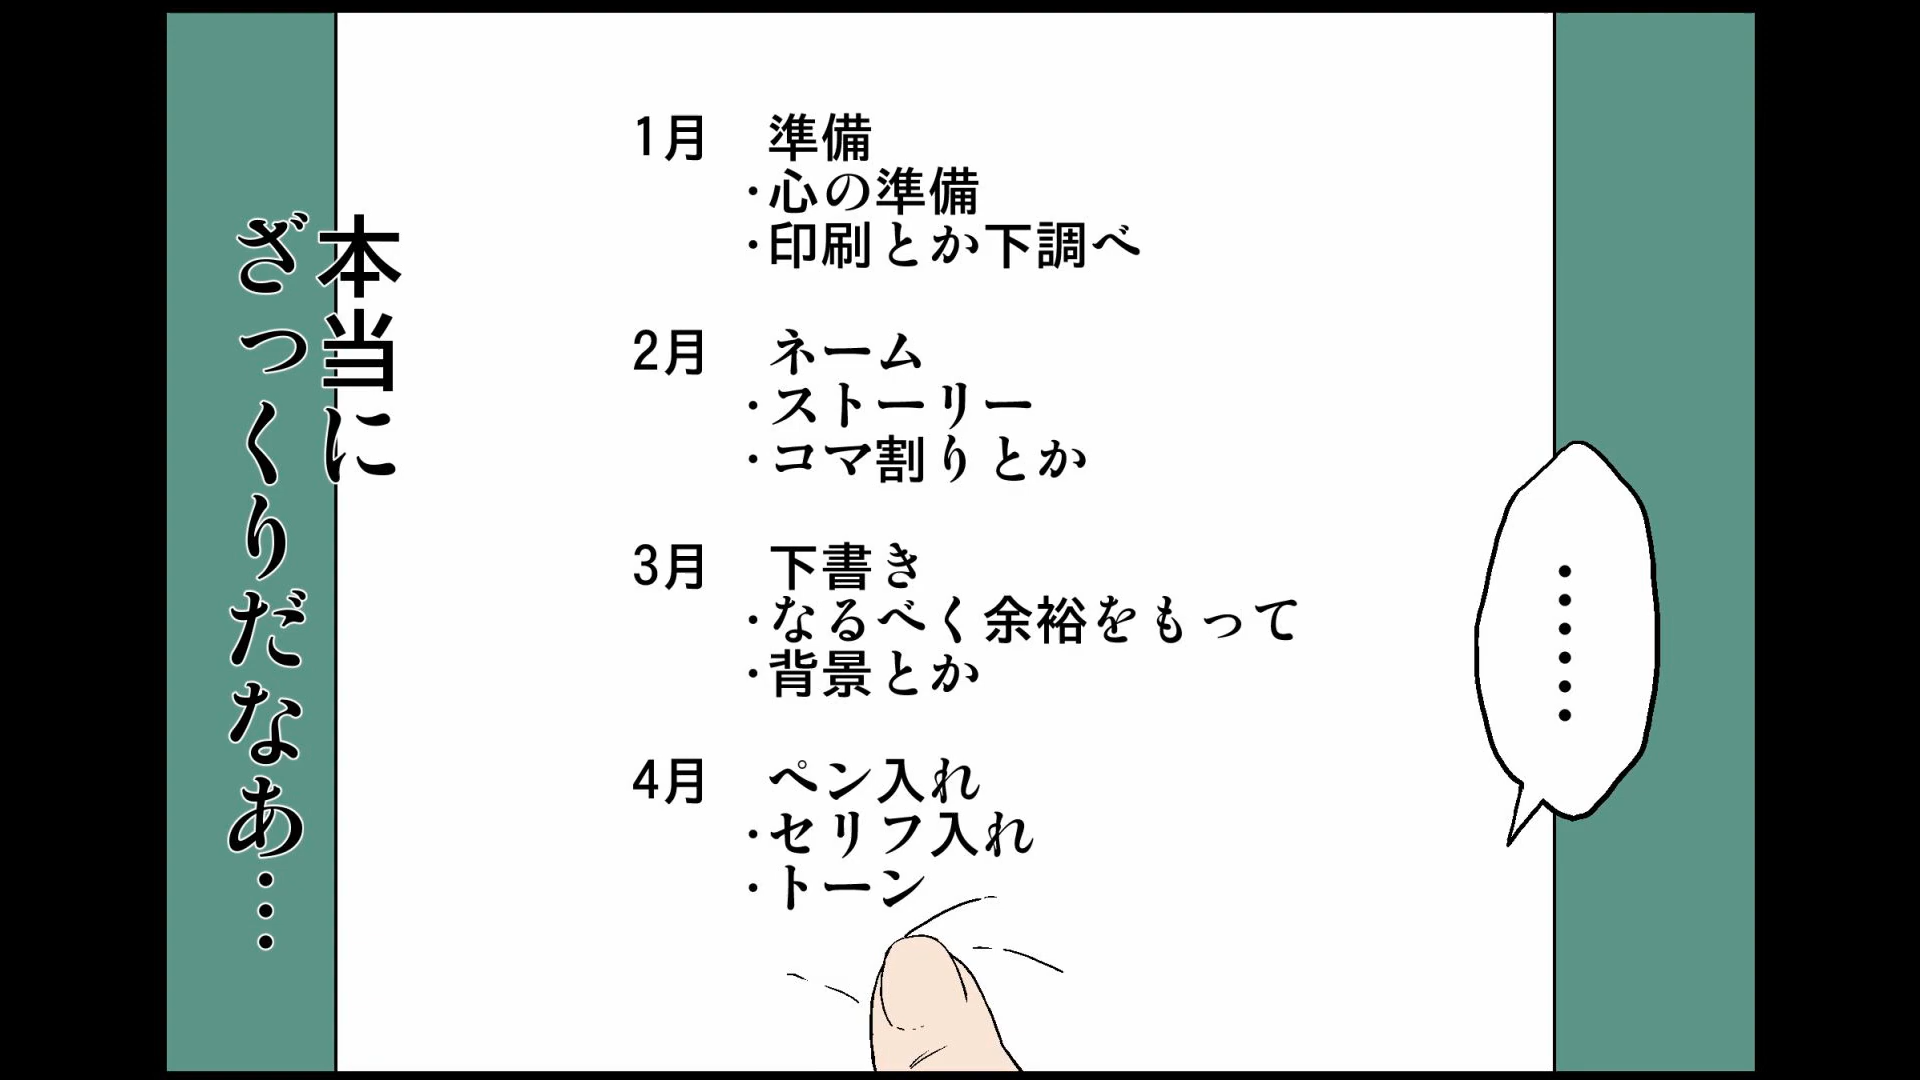 ………
1月　準備
・心の準備
・印刷とか下調べ
2月　ネーム
・ストーリー
・コマ割りとか
3月　下書き
・なるべく余裕をもって
・背景とか
4月　ペン入れ
・セリフ入れ
・トーン
本当に
ざっくりだなあ…